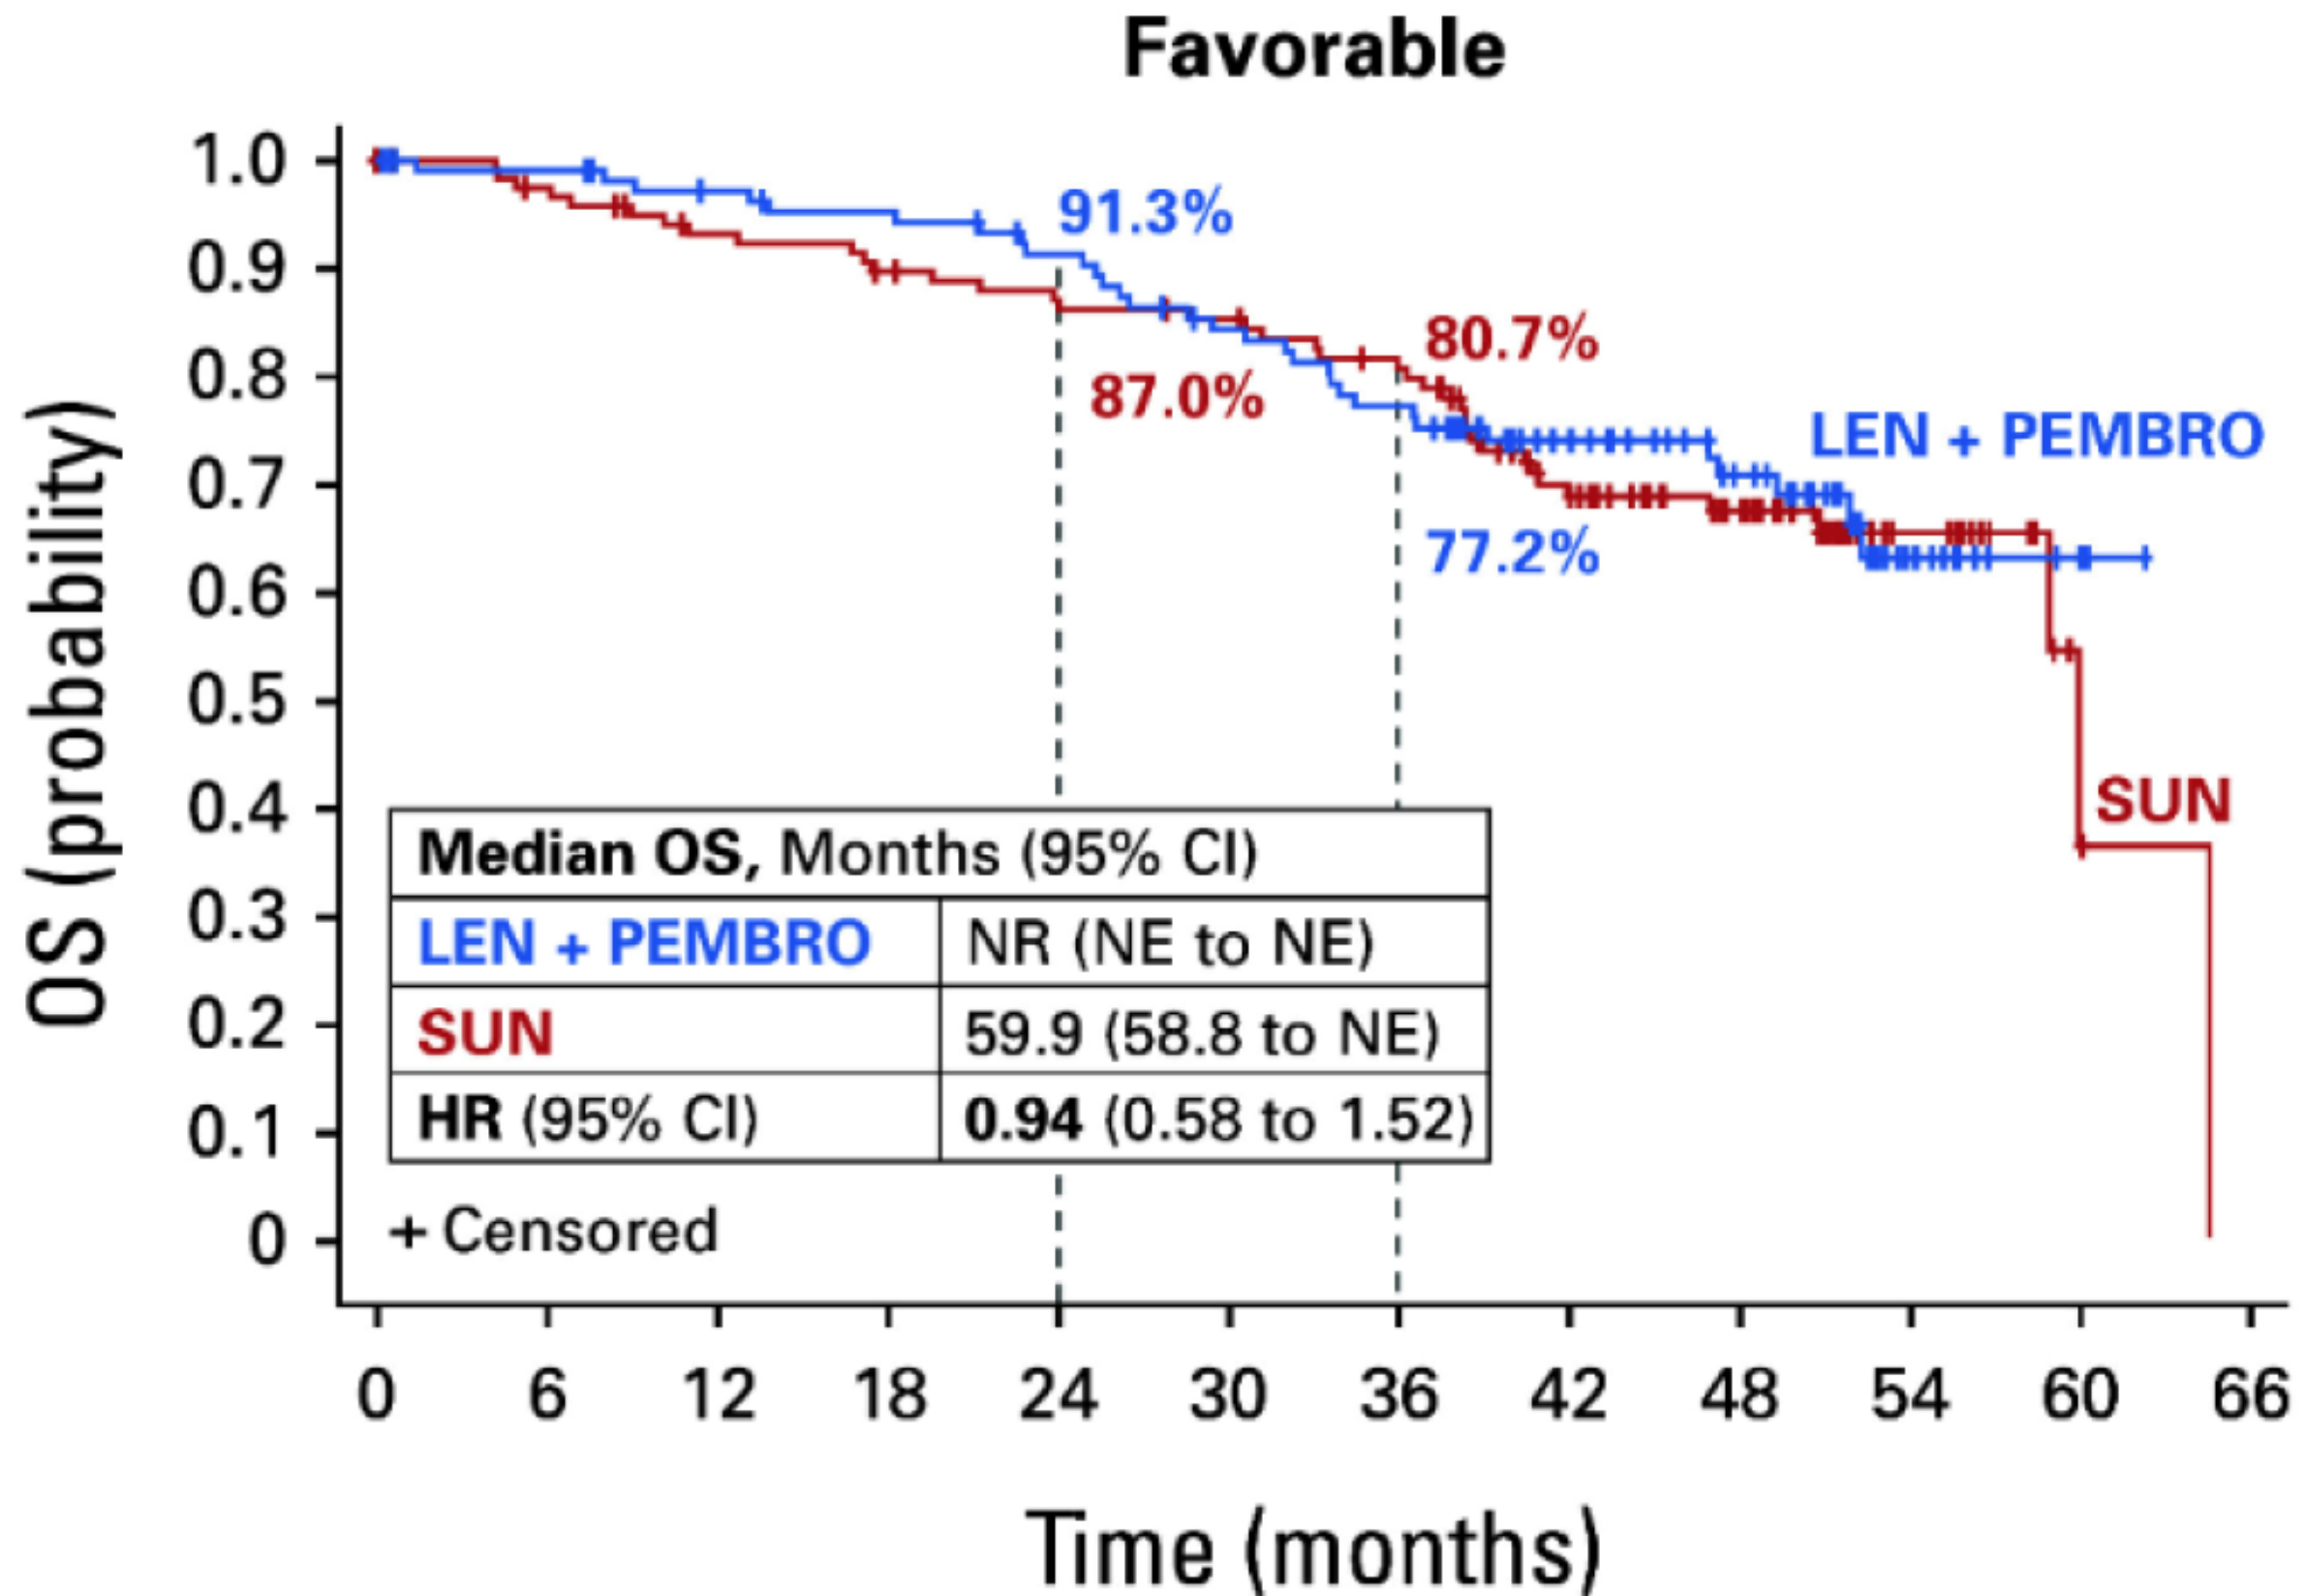 Favorable
OS (probability)
1.0
0.9
0.8
0.7
0.6
0.5
0.4
0.3
0.2
0.1
0
91.3%
87.0%
80.7%
77.2%
LEN + PEMBRO
SUN
Median OS, Months (95% CI)
LEN + PEMBRO NR (NE to NE)
SUN 59.9 (58.8 to NE)
HR (95% CI) 0.94 (0.58 to 1.52)
+ Censored
0 6 12 18 24 30 36 42 48 54 60 66
Time (months)